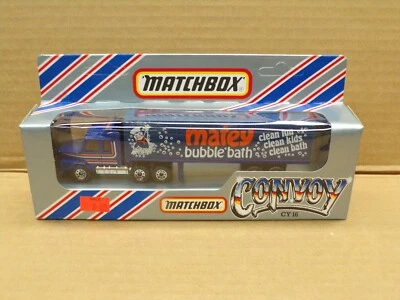 MATCHBOX
matey
bubble bath
clean fun
clean kids
clean bath
MATCHBOX
CONVOY
CY 16